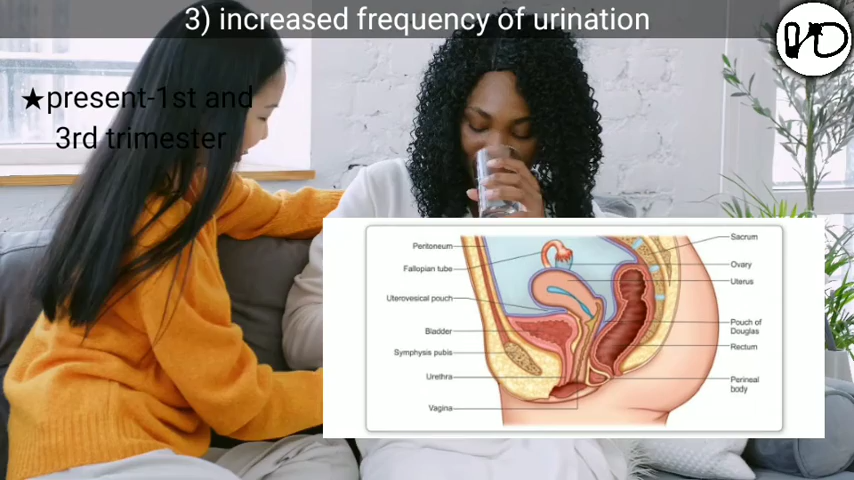 3) increased frequency of urination
★present-1st and
3rd trimester
Peritoneum
Fallopian tube
Uterovesical pouch
Bladder
Symphysis pubis
Urethra
Vagina
Sacrum
Ovary
Uterus
Pouch of
Douglas
Rectum
Perineal
body